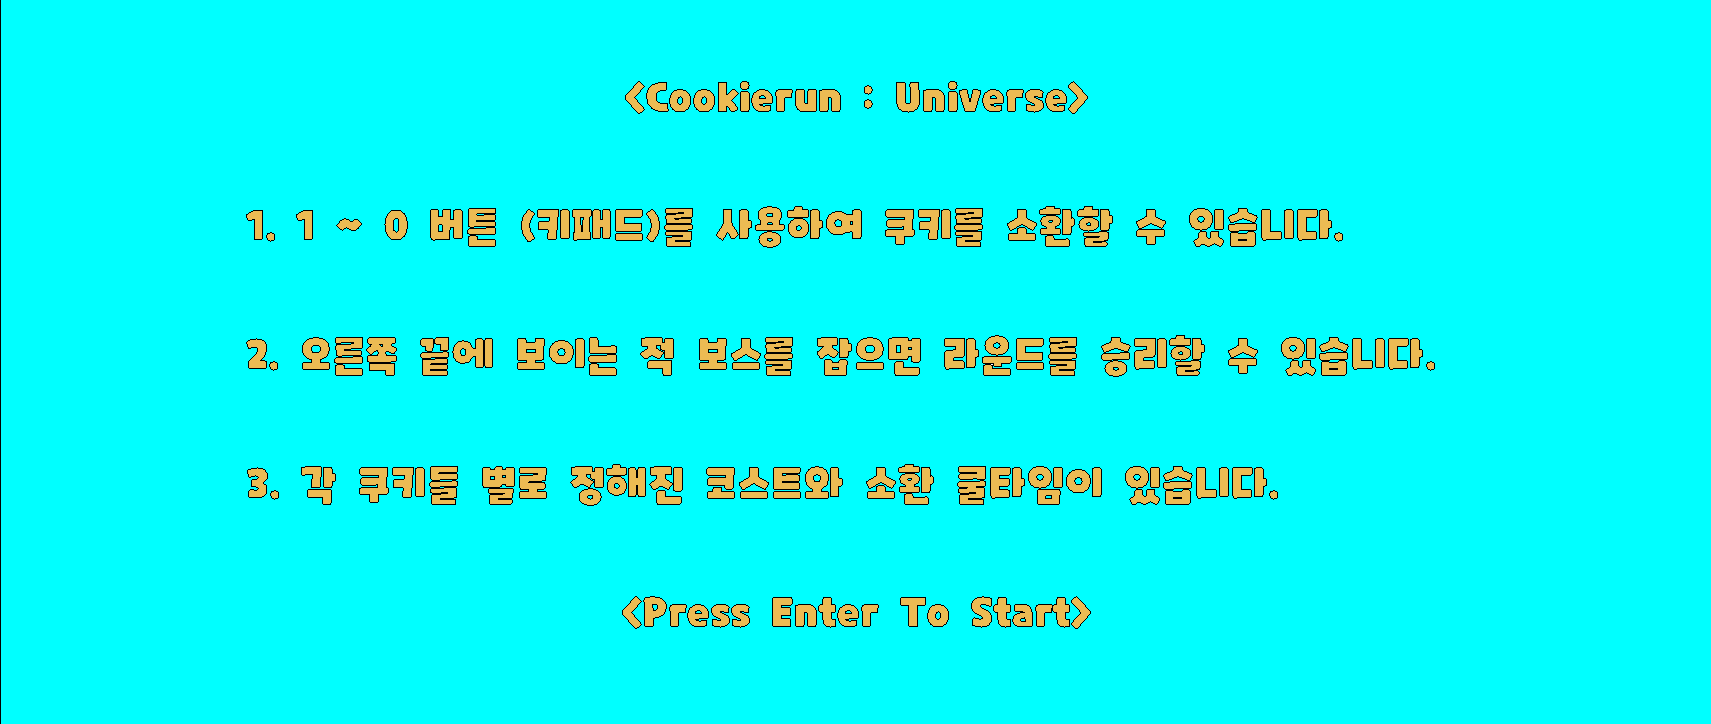 <Cookierun : Universe>
1. 1 ~ 0 버튼 (키패드)를 사용하여 쿠키를 소환할 수 있습니다.
2. 오른쪽 끝에 보이는 적 보스를 잡으면 라운드를 승리할 수 있습니다.
3. 각 쿠키들 별로 정해진 코스트와 소환 쿨타임이 있습니다.
<Press Enter To Start>